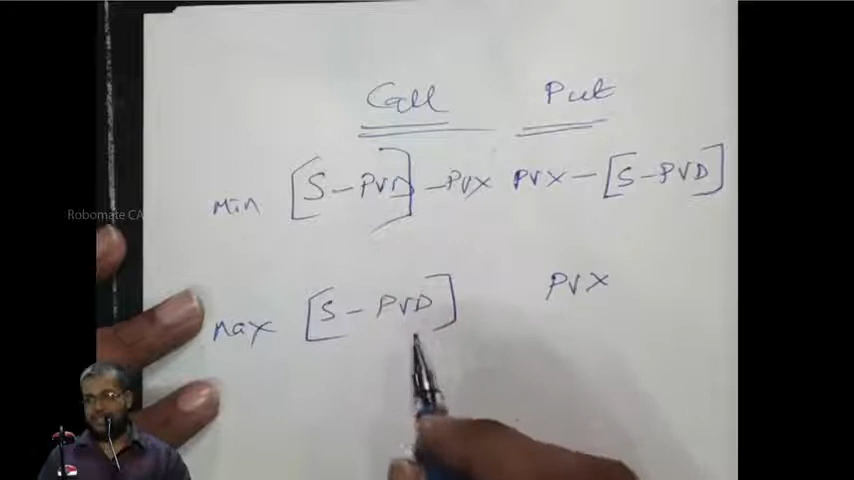 Call Put
Min [S - PVD] - PVX PVX - [S - PVD]
Robomate CA
max [S - PVD] PVX